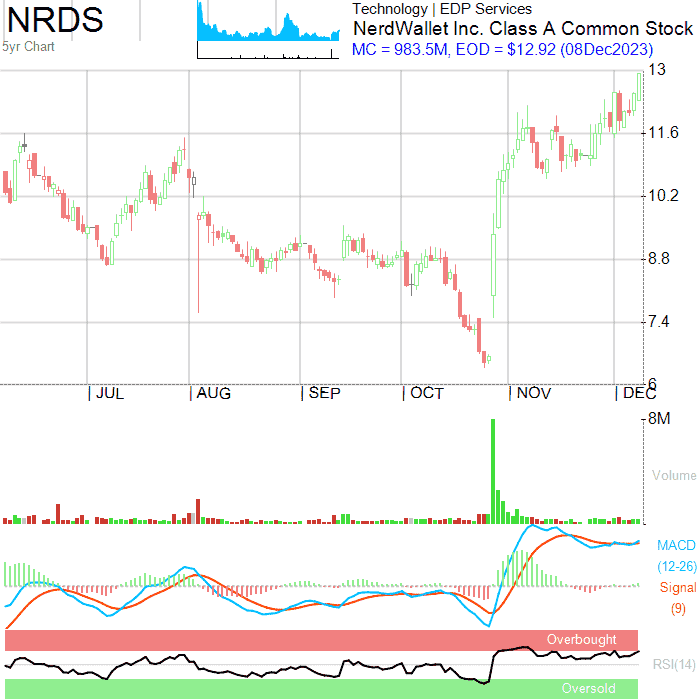 NRDS
5yr Chart
Technology | EDP Services
NerdWallet Inc. Class A Common Stock
MC = 983.5M, EOD = $12.92 (08Dec2023)
13
11.6
10.2
8.8
7.4
6
| JUL | AUG | SEP | OCT | NOV | DEC
8M
Volume
MACD
(12-26)
Signal
(9)
Overbought
RSI(14)
Oversold